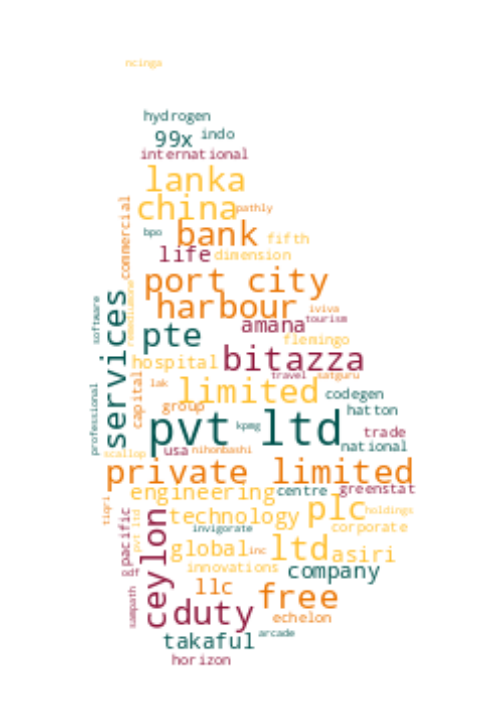 ncinga
hydrogen
99x indo
international
lanka
china pathly
commercial
bpo bank fifth
life dimension
port city
harbour iviva
software
services
pte amana tourism
flemingo
hospital bitazza
travel satguru
capital lak limited codegen
group hatton
professional
pvt ltd kpmg trade
national
scallop usa nihonbashi
private limited
engineering centre greenstat
tiqri
pacific
pvt ltd
ceylon
technology plc holdings
invigorate corporate
global inc ltd asiri
innovations company
odf
sampath
llc free
duty echelon
takaful arcade
horizon